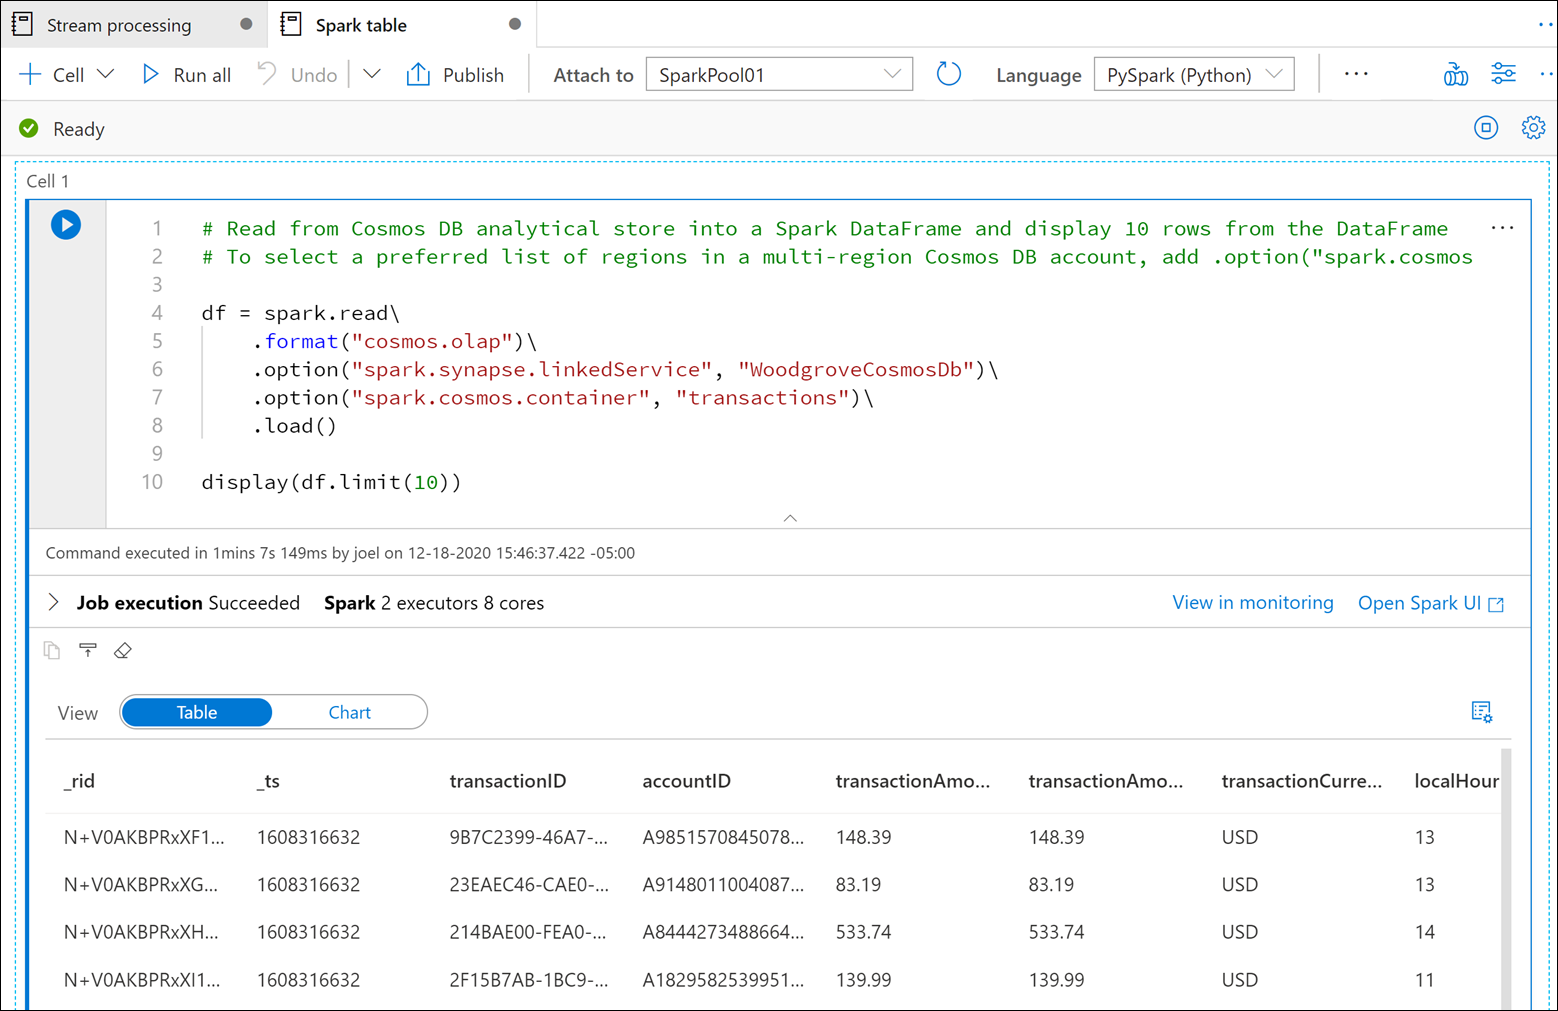 Stream processing
Spark table
Cell Run all Undo Publish Attach to SparkPool01 Language PySpark (Python) ...
Ready
Cell 1
1 # Read from Cosmos DB analytical store into a Spark DataFrame and display 10 rows from the DataFrame ...
2 # To select a preferred list of regions in a multi-region Cosmos DB account, add .option("spark.cosmos
3
4 df = spark.read\
5 .format("cosmos.olap")\
6 .option("spark.synapse.linkedService", "WoodgroveCosmosDb")\
7 .option("spark.cosmos.container", "transactions")\
8 .load()
9
10 display(df.limit(10))
Command executed in 1mins 7s 149ms by joel on 12-18-2020 15:46:37.422 -05:00
Job execution Succeeded Spark 2 executors 8 cores View in monitoring Open Spark UI
View Table Chart
_rid _ts transactionID accountID transactionAmo... transactionAmo... transactionCurre... localHour
N+V0AKBPRxXF1... 1608316632 9B7C2399-46A7-... A9851570845078... 148.39 148.39 USD 13
N+V0AKBPRxXG... 1608316632 23EAEC46-CAE0-... A9148011004087... 83.19 83.19 USD 13
N+V0AKBPRxXH... 1608316632 214BAE00-FEA0-... A8444273488664... 533.74 533.74 USD 14
N+V0AKBPRxXI1... 1608316632 2F15B7AB-1BC9-... A1829582539951... 139.99 139.99 USD 11